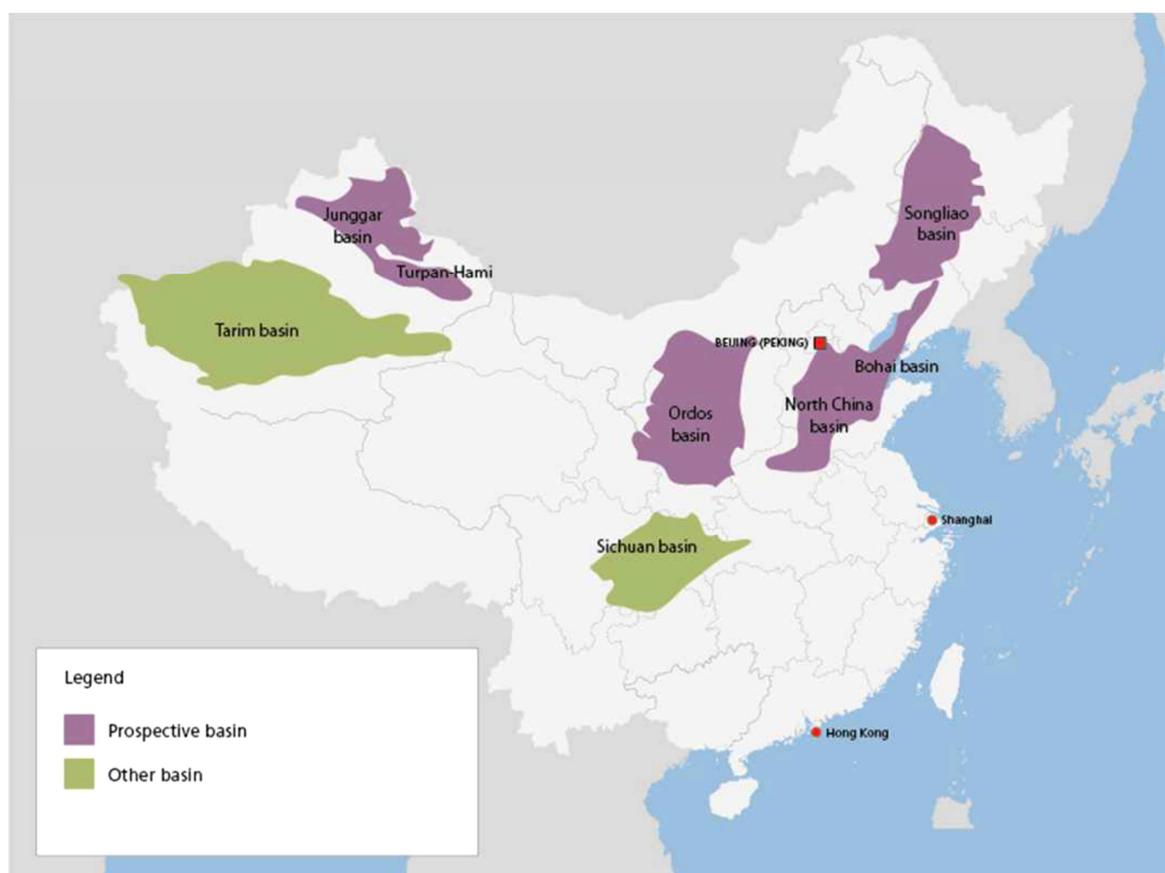 Junggar
basin
Turpan-Hami
Tarim basin
Songliao
basin
BEIJING (PEKING)
Bohai basin
North China
basin
Ordos
basin
Shanghai
Sichuan basin
Hong Kong
Legend
Prospective basin
Other basin